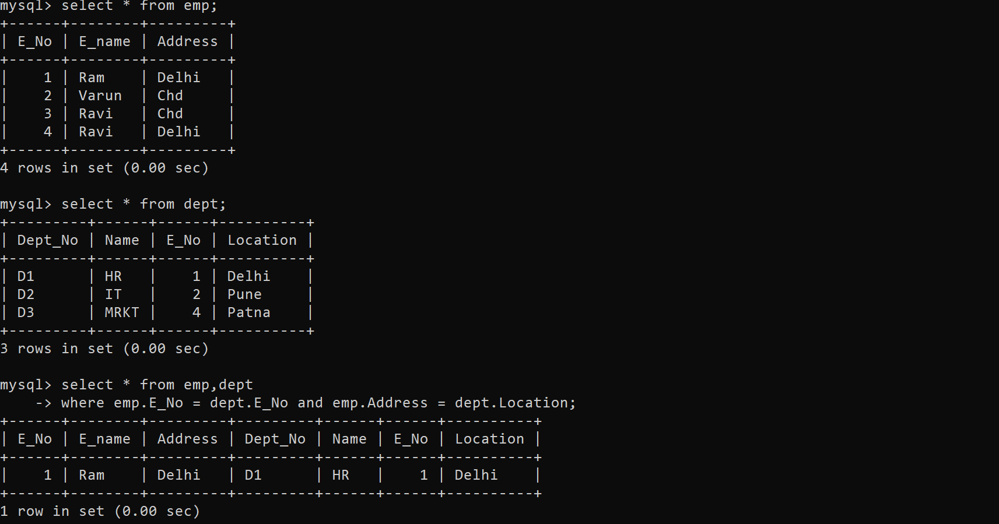 mysql> select * from emp;
+------+--------+---------+
| E_No | E_name | Address |
+------+--------+---------+
|    1 | Ram    | Delhi   |
|    2 | Varun  | Chd     |
|    3 | Ravi   | Chd     |
|    4 | Ravi   | Delhi   |
+------+--------+---------+
4 rows in set (0.00 sec)

mysql> select * from dept;
+---------+------+------+----------+
| Dept_No | Name | E_No | Location |
+---------+------+------+----------+
| D1      | HR   |    1 | Delhi    |
| D2      | IT   |    2 | Pune     |
| D3      | MRKT |    4 | Patna    |
+---------+------+------+----------+
3 rows in set (0.00 sec)

mysql> select * from emp,dept
    -> where emp.E_No = dept.E_No and emp.Address = dept.Location;
+------+--------+---------+---------+------+------+----------+
| E_No | E_name | Address | Dept_No | Name | E_No | Location |
+------+--------+---------+---------+------+------+----------+
|    1 | Ram    | Delhi   | D1      | HR   |    1 | Delhi    |
+------+--------+---------+---------+------+------+----------+
1 row in set (0.00 sec)